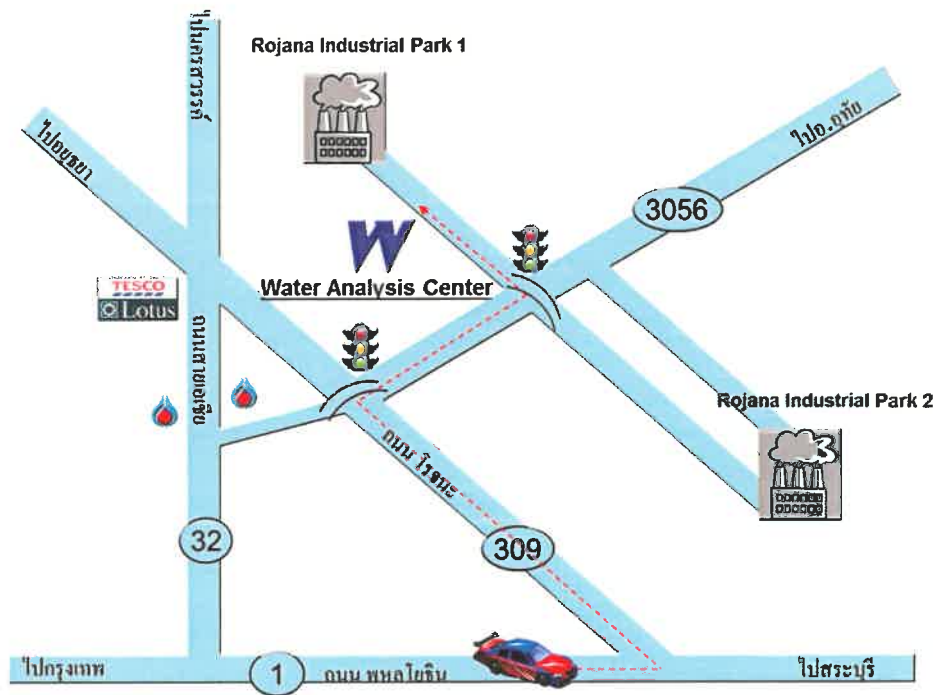 ไปนครสวรรค์
Rojana Industrial Park 1
ไปอยุธยา
ไปอ.อุทัย
3056
W
Water Analysis Center
TESCO
Lotus
ถนนสายเอเซีย
Rojana Industrial Park 2
ถนน โรจนะ
32
309
ไปกรุงเทพ
1
ถนน พหลโยธิน
ไปสระบุรี